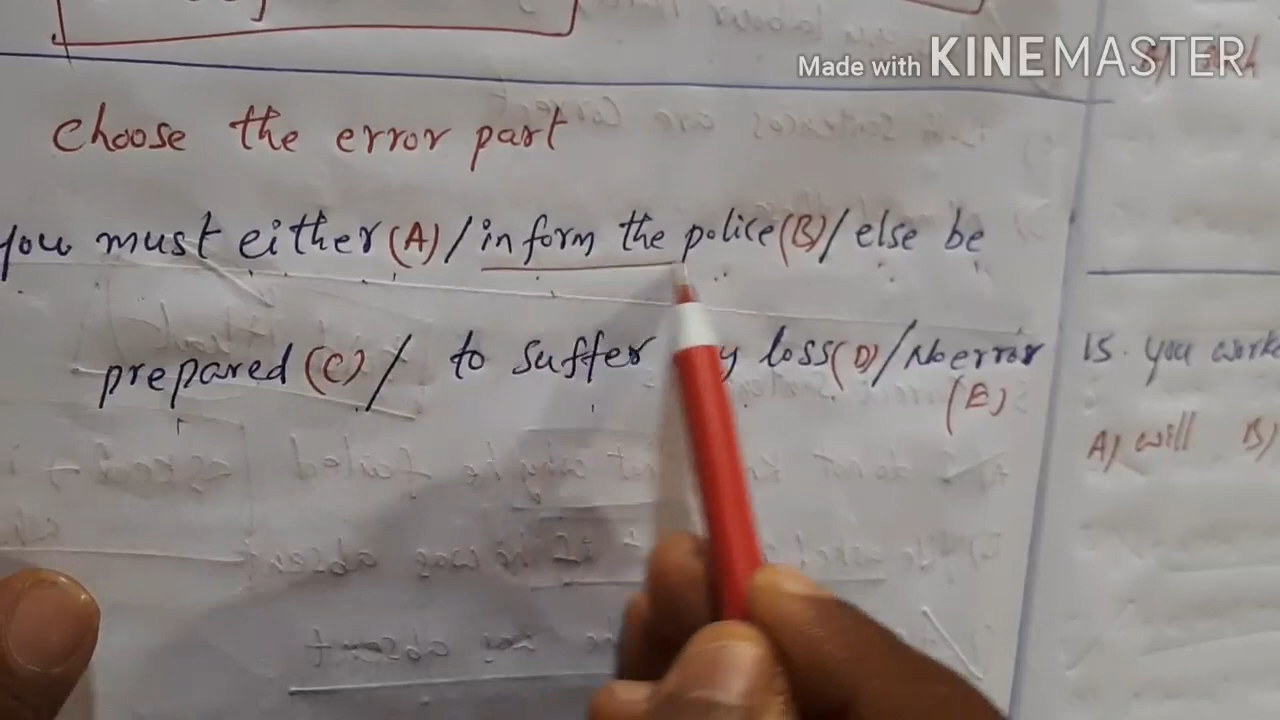 Made with KINEMASTER
Choose the error part
You must either (A) / inform the police (B) / else be
prepared (C) / to suffer loss (D) / No error
(E)
15. you work
A) will B)